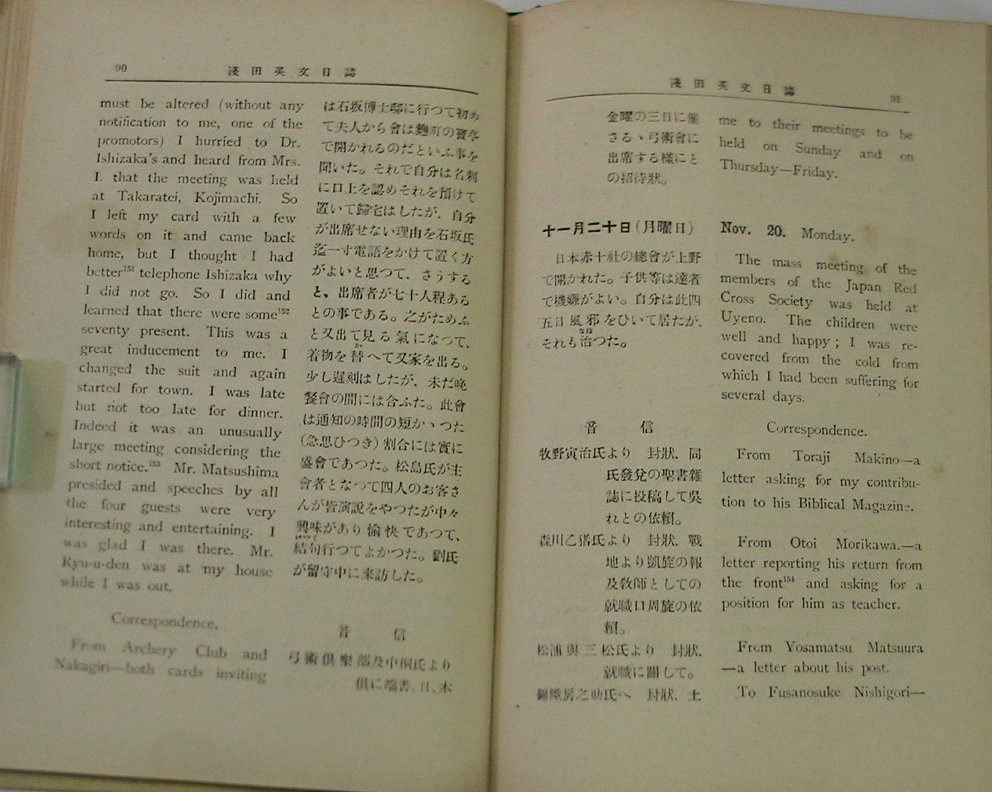 90
淺田英文日誌
must be altered (without any
notification to me, one of the
promotors) I hurried to Dr.
Ishizaka's and heard from Mrs.
I. that the meeting was held
at Takaratei, Kojimachi. So
I left my card with a few
words on it and came back
home, but I thought I had
better¹⁵¹ telephone Ishizaka why
I did not go. So I did and
learned that there were some¹⁵²
seventy present. This was a
great inducement to me. I
changed the suit and again
started for town. I was late
but not too late for dinner.
Indeed it was an unusually
large meeting considering the
short notice.¹⁵³ Mr. Matsushima
presided and speeches by all
the four guests were very
interesting and entertaining. I
was glad I was there. Mr.
Kyu-u-den was at my house
while I was out.
Correspondence.
From Archery Club and
Nakagiri—both cards inviting
は石坂博士邸に行つて初め
て夫人から會は麴町の寶亭
で開かれるのだといふ事を
聞いた。それで自分は名刺
に口上を認めそれを預けて
置いて歸宅はしたが、自分
が出席せない理由を石坂氏
迄一寸電話をかけて置く方
がよいと思つて、さうする
と、出席者が七十人程ある
との事である。之がためふ
と又出て見る氣になつて、
着物を替へて又家を出る。
少し遲刻はしたが、未だ晚
餐會の間には合ふた。此會
は通知の時間の短かゝつた
(急思ひつき)割合には實に
盛會であつた。松島氏が主
會者となつて四人のお客さ
んが皆演説をやつたが中々
興味があり愉快であつて、
結句行つてよかつた。劉氏
が留守中に來訪した。
音信
弓術倶樂部及中桐氏より
倶に端書、日、木
淺田英文日誌
91
金曜の三日に催
さるゝ弓術會に
出席する樣にと
の招待狀。
me to their meetings to be
held on Sunday and on
Thursday—Friday.
十一月二十日(月曜日)
日本赤十社の總會が上野
で開かれた。子供等は達者
で機嫌がよい。自分は此四
五日風邪をひいて居たが、
それも治つた。
Nov. 20. Monday.
The mass meeting of the
members of the Japan Red
Cross Society was held at
Uyeno. The children were
well and happy; I was re-
covered from the cold from
which I had been suffering for
several days.
音信
牧野寅治氏より 封狀、同
氏發兌の聖書雜
誌に投稿して吳
れとの依賴。
森川乙 氏より 封狀、戰
地より凱旋の報
及敎師としての
就職口周旋の依
賴。
松浦與三松氏より 封狀、
就職に關して。
錦織房之助氏へ 封狀、土
Correspondence.
From Toraji Makino—a
letter asking for my contribu-
tion to his Biblical Magazine.
From Otoi Morikawa.—a
letter reporting his return from
the front¹⁵⁴ and asking for a
position for him as teacher.
From Yosamatsu Matsuura
—a letter about his post.
To Fusanosuke Nishigori—